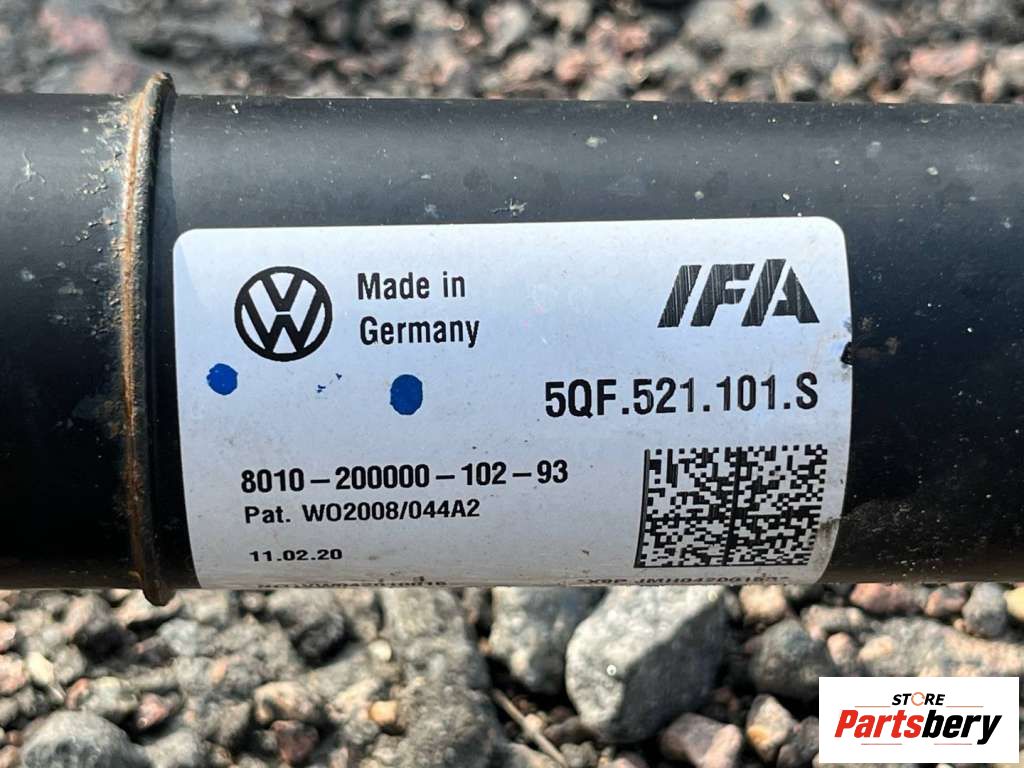 Made in
Germany
IFA
5QF.521.101.S
8010-200000-102-93
Pat. WO2008/044A2
11.02.20
STORE
Partsbery